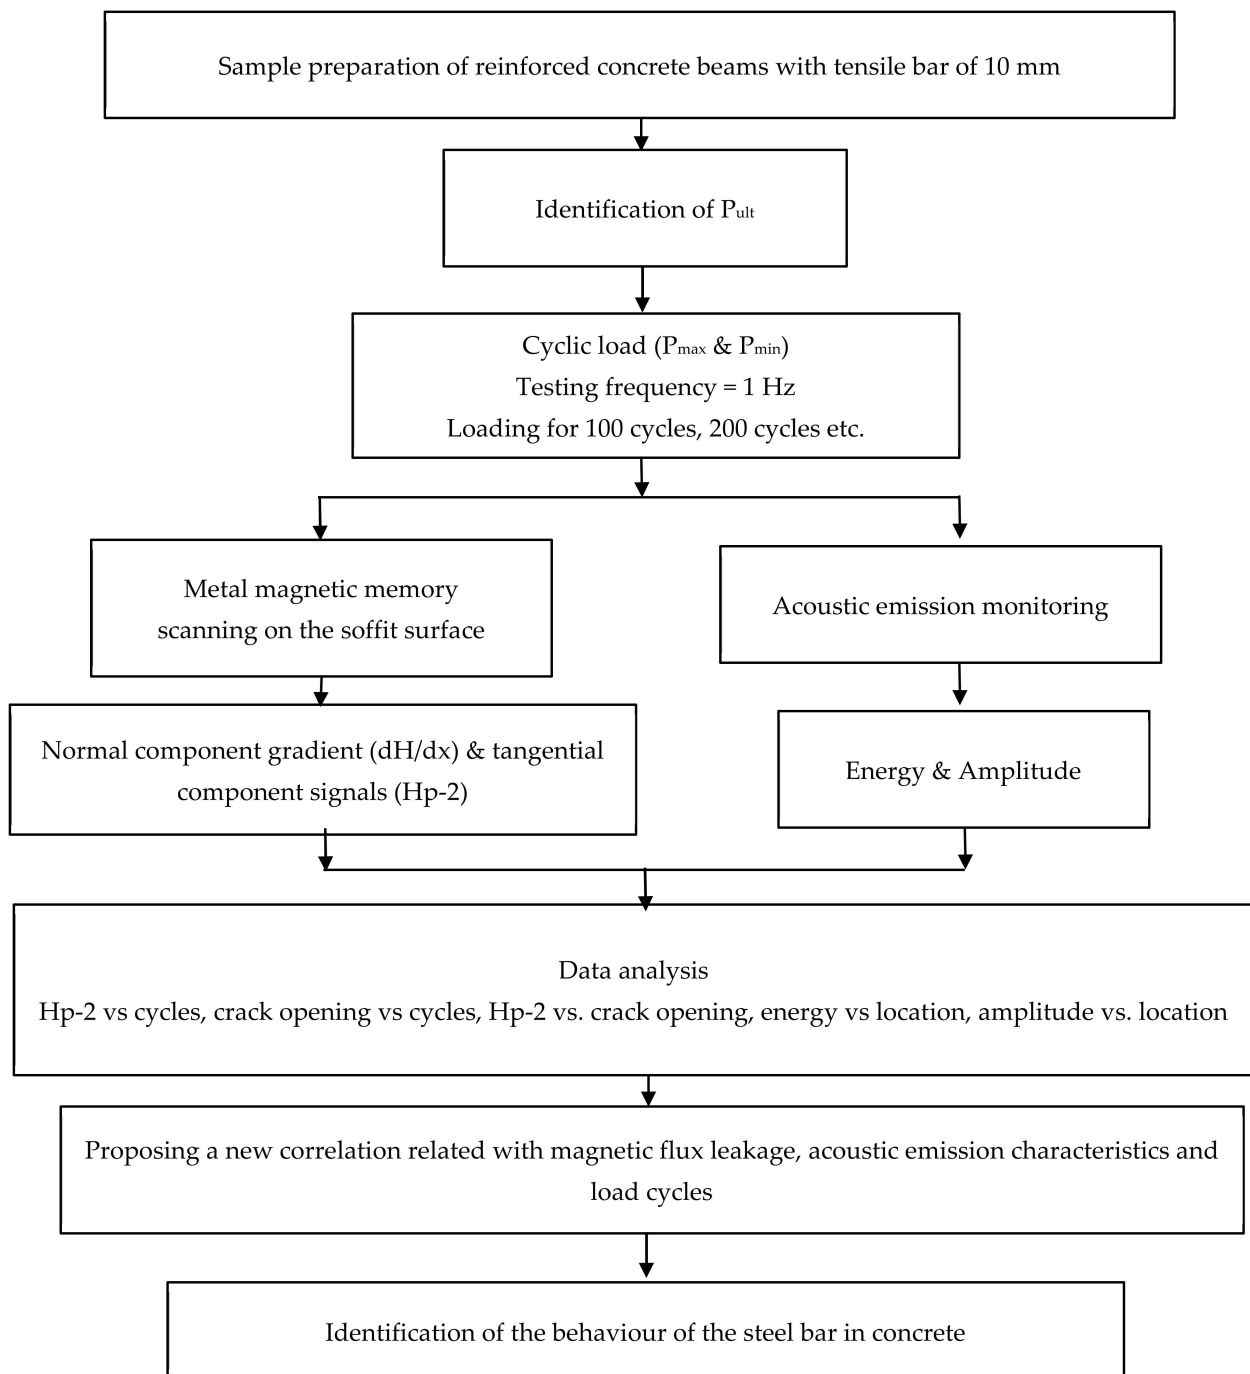 Sample preparation of reinforced concrete beams with tensile bar of 10 mm
Identification of Pult
Cyclic load (Pmax & Pmin)
Testing frequency = 1 Hz
Loading for 100 cycles, 200 cycles etc.
Metal magnetic memory
scanning on the soffit surface
Acoustic emission monitoring
Normal component gradient (dH/dx) & tangential
component signals (Hp-2)
Energy & Amplitude
Data analysis
Hp-2 vs cycles, crack opening vs cycles, Hp-2 vs. crack opening, energy vs location, amplitude vs. location
Proposing a new correlation related with magnetic flux leakage, acoustic emission characteristics and
load cycles
Identification of the behaviour of the steel bar in concrete